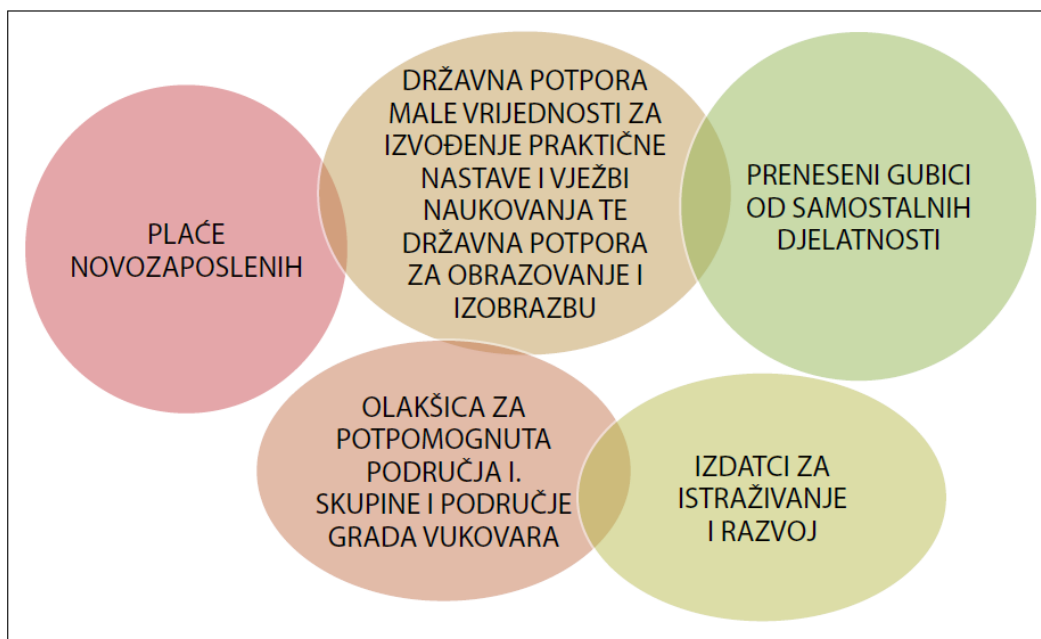 PLAĆE
NOVOZAPOSLENIH
DRŽAVNA POTPORA
MALE VRIJEDNOSTI ZA
IZVOĐENJE PRAKTIČNE
NASTAVE I VJEŽBI
NAUKOVANJA TE
DRŽAVNA POTPORA
ZA OBRAZOVANJE I
IZOBRAZBU
PRENESENI GUBICI
OD SAMOSTALNIH
DJELATNOSTI
OLAKŠICA ZA
POTPOMOGNUTA
PODRUČJA I.
SKUPINE I PODRUČJE
GRADA VUKOVARA
IZDATCI ZA
ISTRAŽIVANJE
I RAZVOJ